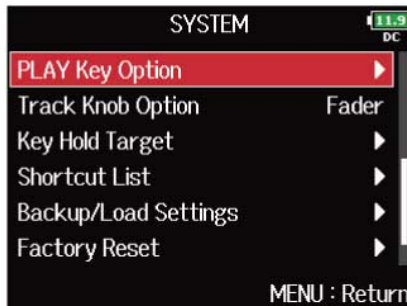 SYSTEM
11.9
DC
PLAY Key Option
Track Knob Option Fader
Key Hold Target
Shortcut List
Backup/Load Settings
Factory Reset
MENU : Return